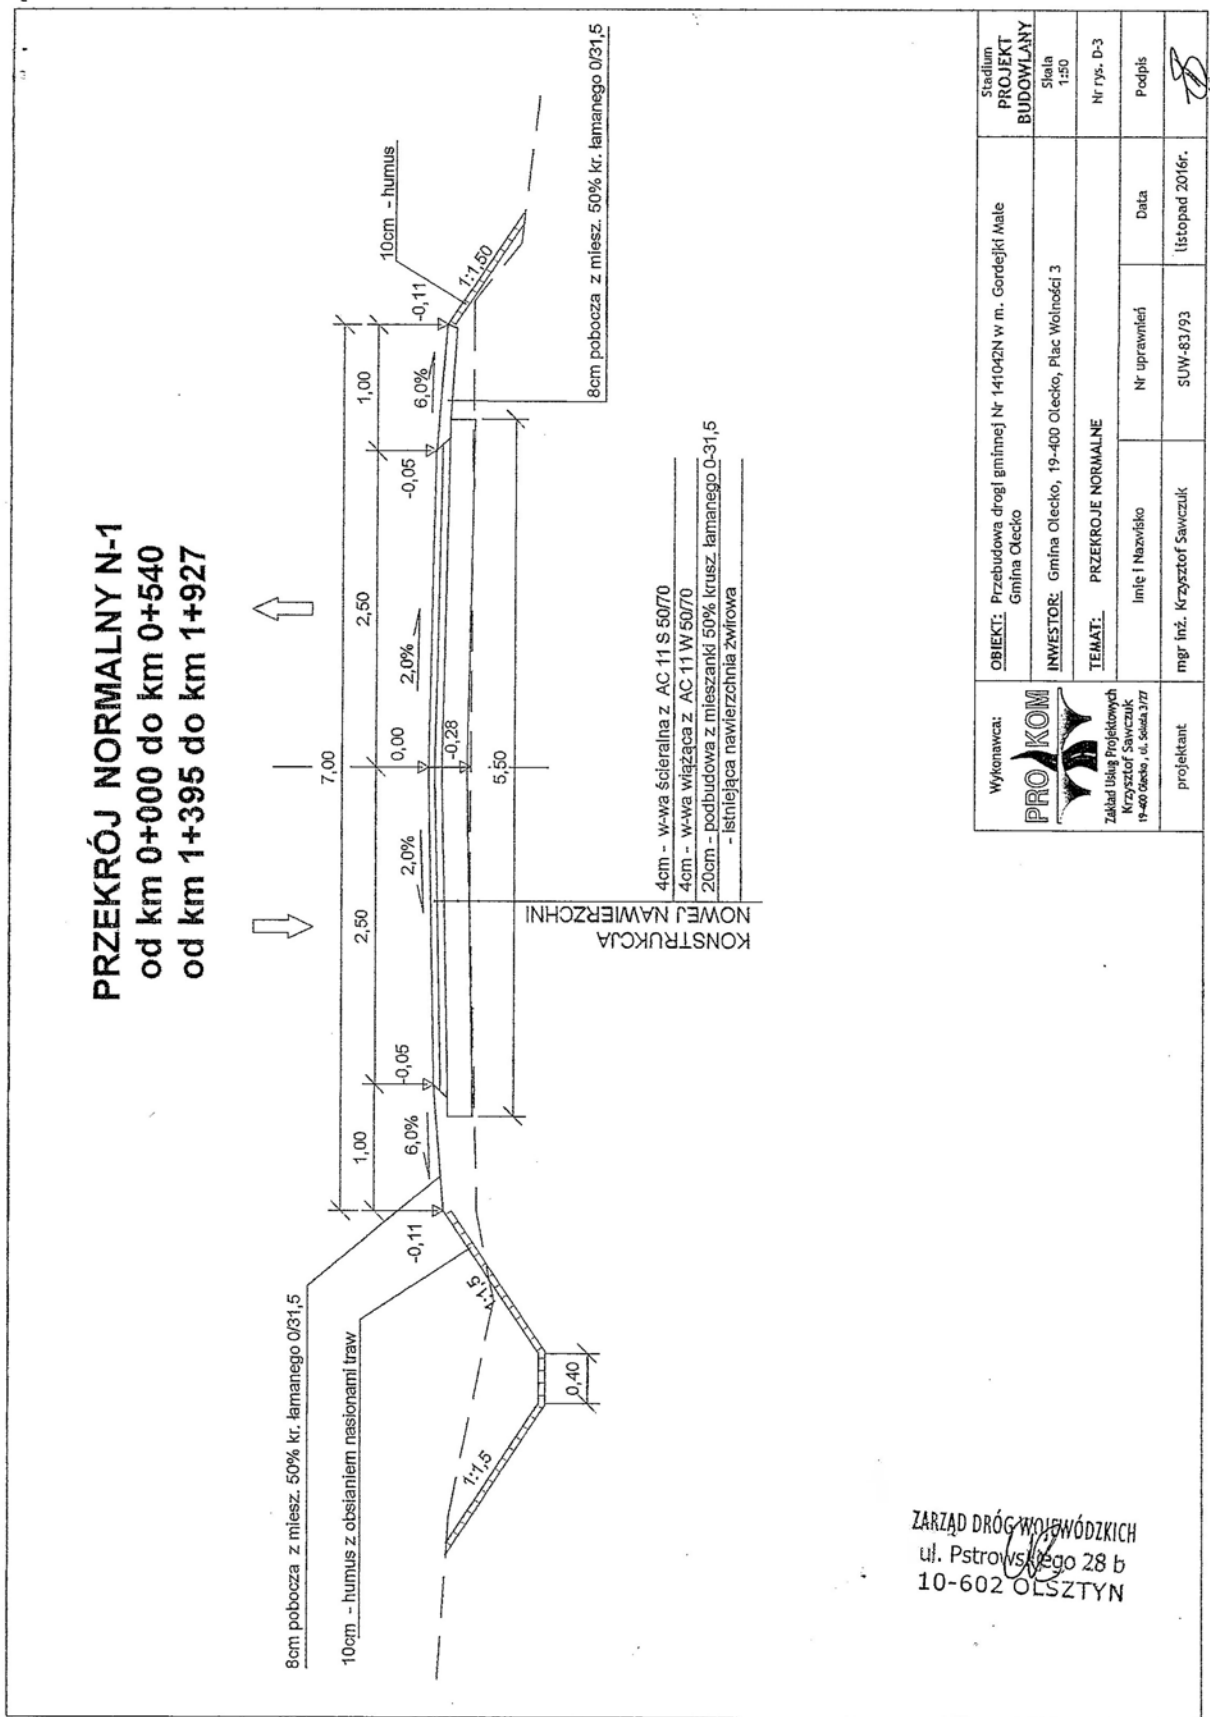 PRZEKRÓJ NORMALNY N-1
od km 0+000 do km 0+540
od km 1+395 do km 1+927
7,00
1,00
2,50
2,50
1,00
-0,11
6,0%
-0,05
2,0%
0,00
2,0%
-0,05
6,0%
-0,11
-0,28
5,50
8cm pobocza z miesz. 50% kr. łamanego 0/31,5
10cm - humus z obsianiem nasionami traw
1:1,5
1:1,5
0,40
10cm - humus
1:1,50
8cm pobocza z miesz. 50% kr. łamanego 0/31,5
KONSTRUKCJA
NOWEJ NAWIERZCHNI
4cm - w-wa ścieralna z AC 11 S 50/70
4cm - w-wa wiążąca z AC 11 W 50/70
20cm - podbudowa z mieszanki 50% krusz. łamanego 0-31,5
- istniejąca nawierzchnia żwirowa
Wykonawca:
PRO KOM
Zakład Usług Projektowych
Krzysztof Sawczuk
19-400 Olecko, ul. Sokola 3/27
OBIEKT: Przebudowa drogi gminnej Nr 141042N w m. Gordejki Małe
Gmina Olecko
INWESTOR: Gmina Olecko, 19-400 Olecko, Plac Wolności 3
TEMAT: PRZEKROJE NORMALNE
Stadium
PROJEKT
BUDOWLANY
Skala
1:50
Nr rys. D-3
Imię i Nazwisko
Nr uprawnień
Data
Podpis
projektant
mgr inż. Krzysztof Sawczuk
SUW-83/93
listopad 2016r.
ZARZĄD DRÓG WOJEWÓDZKICH
ul. Pstrowskiego 28 b
10-602 OLSZTYN